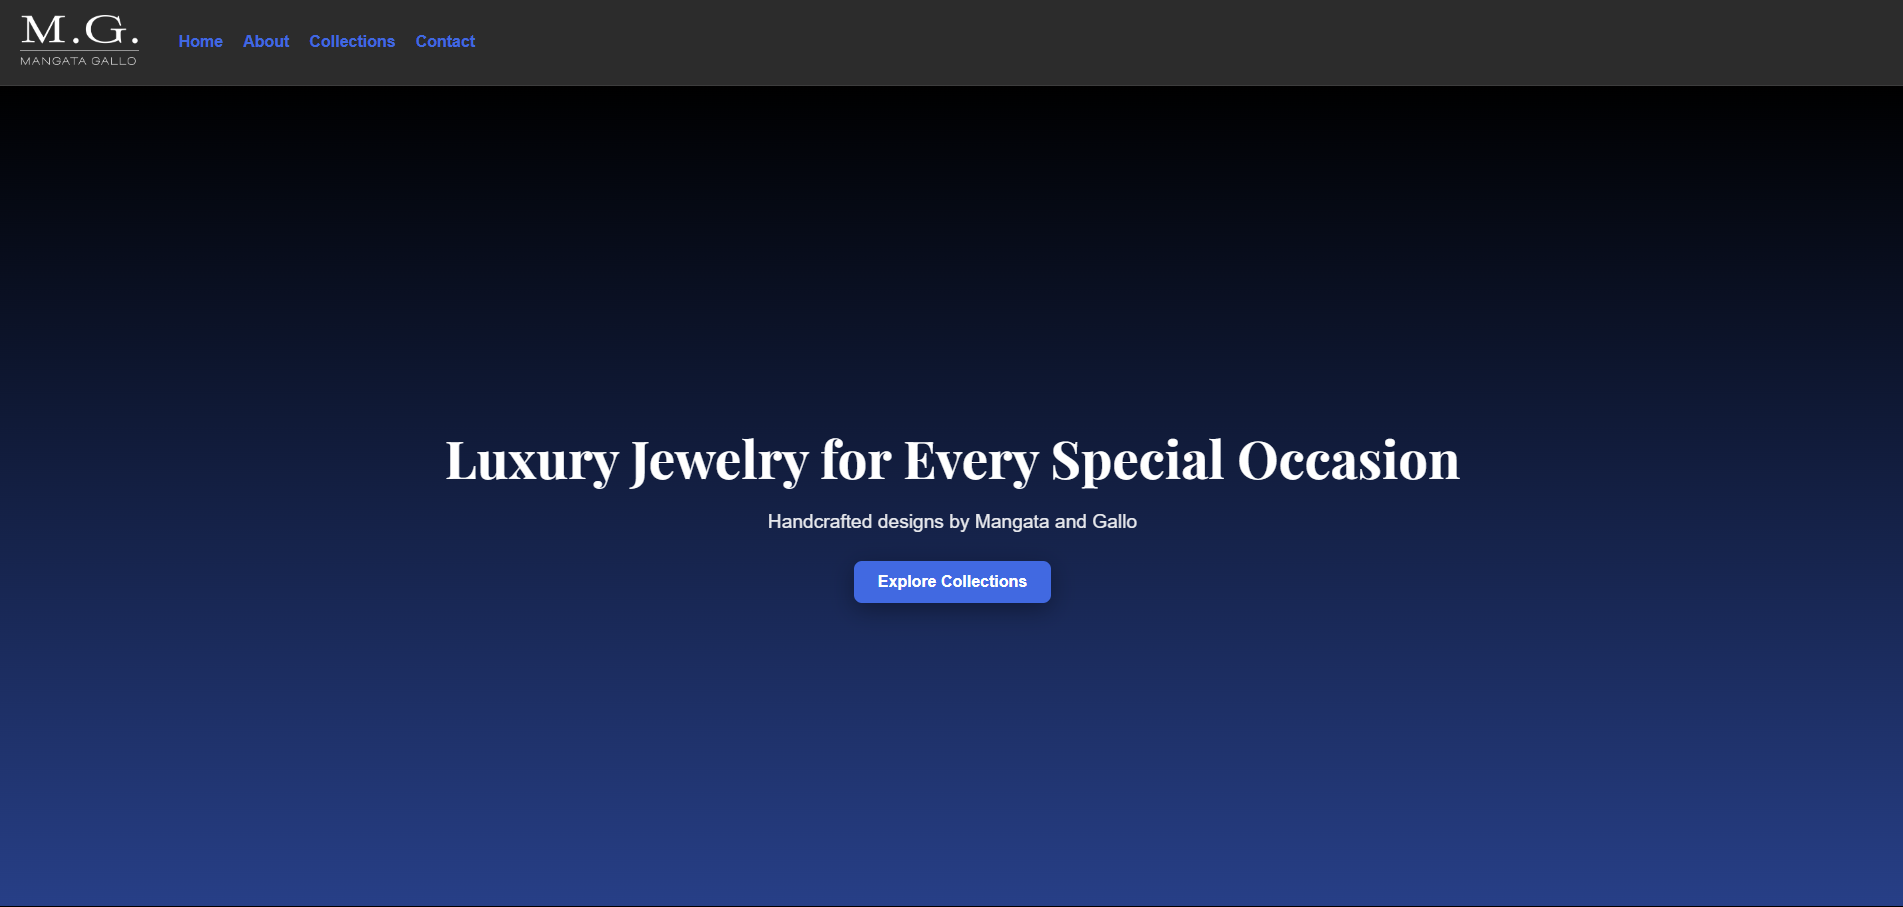 M.G.
MANGATA GALLO
Home About Collections Contact
Luxury Jewelry for Every Special Occasion
Handcrafted designs by Mangata and Gallo
Explore Collections